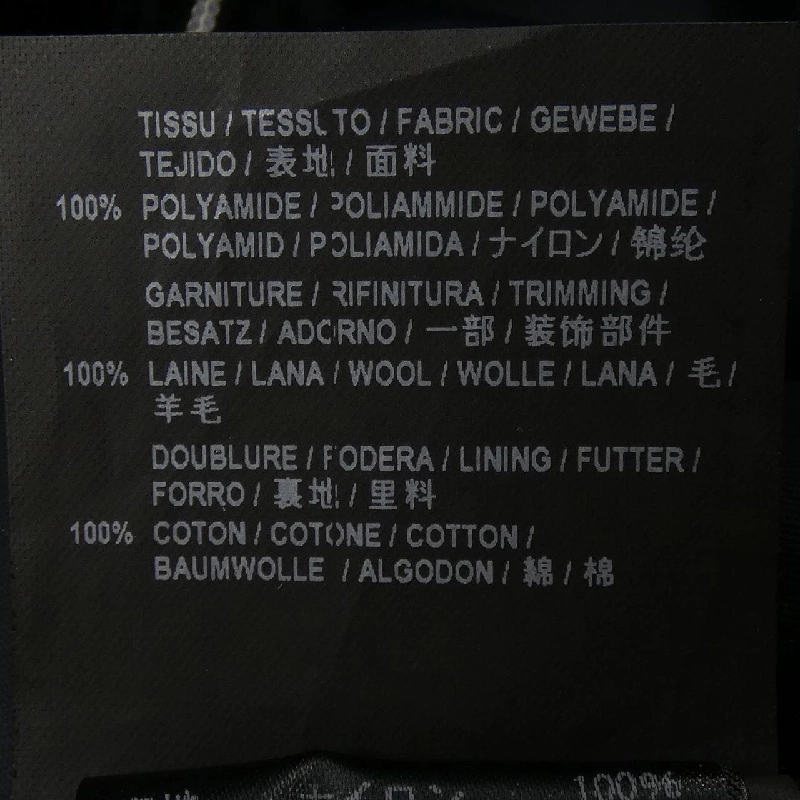 TISSU / TESSUTO / FABRIC / GEWEBE /
TEJIDO / 表地 / 面料
100% POLYAMIDE / POLIAMMIDE / POLYAMIDE /
POLYAMID / POLIAMIDA / ナイロン / 锦纶
GARNITURE / RIFINITURA / TRIMMING /
BESATZ / ADORNO / 一部 / 装饰部件
100% LAINE / LANA / WOOL / WOLLE / LANA / 毛 /
羊毛
DOUBLURE / FODERA / LINING / FUTTER /
FORRO / 裏地 / 里料
100% COTON / COTONE / COTTON /
BAUMWOLLE / ALGODON / 綿 / 棉
100%